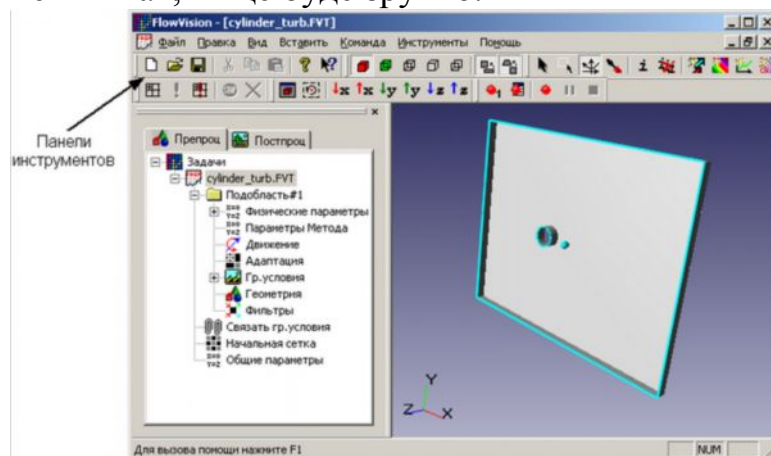 FlowVision - [cylinder_turb.FVT]
Файл Правка Вид Вставить Команда Инструменты Помощь
Панели
инструментов
Препроц Постпроц
Задачи
cylinder_turb.FVT
Подобласть#1
Физические параметры
Параметры Метода
Движение
Адаптация
Гр.условия
Геометрия
Фильтры
Связать гр.условия
Начальная сетка
Общие параметры
Y
Z X
Для вызова помощи нажмите F1 NUM